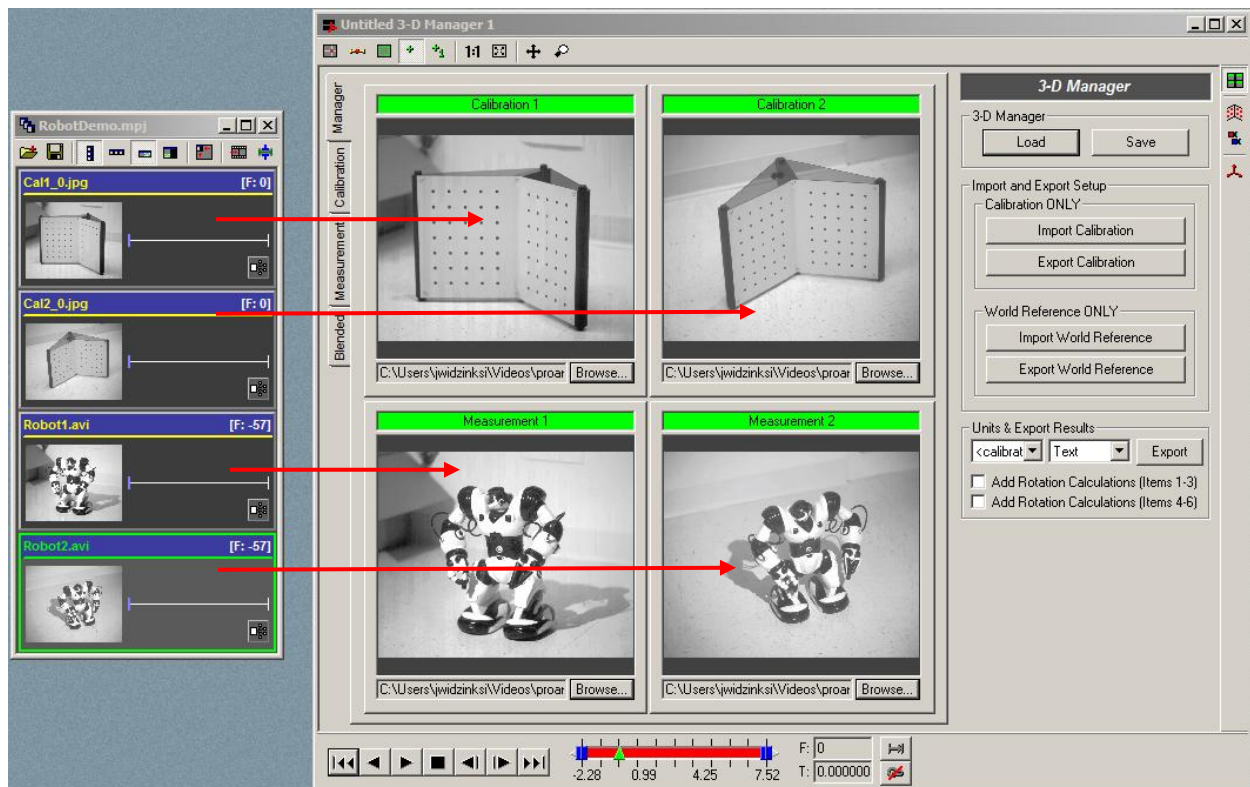 Untitled 3-D Manager 1
1:1
RobotDemo.mpj
Cal1_0.jpg [F: 0]
Cal2_0.jpg [F: 0]
Robot1.avi [F: -57]
Robot2.avi [F: -57]
Manager
Calibration
Measurement
Blended
Calibration 1
C:\Users\jwidzinksi\Videos\proar Browse...
Calibration 2
C:\Users\jwidzinksi\Videos\proar Browse...
Measurement 1
C:\Users\jwidzinksi\Videos\proar Browse...
Measurement 2
C:\Users\jwidzinksi\Videos\proar Browse...
3-D Manager
3-D Manager
Load Save
Import and Export Setup
Calibration ONLY
Import Calibration
Export Calibration
World Reference ONLY
Import World Reference
Export World Reference
Units & Export Results
<calibrat Text Export
Add Rotation Calculations (Items 1-3)
Add Rotation Calculations (Items 4-6)
-2.28 0.99 4.25 7.52
F: 0
T: 0.000000